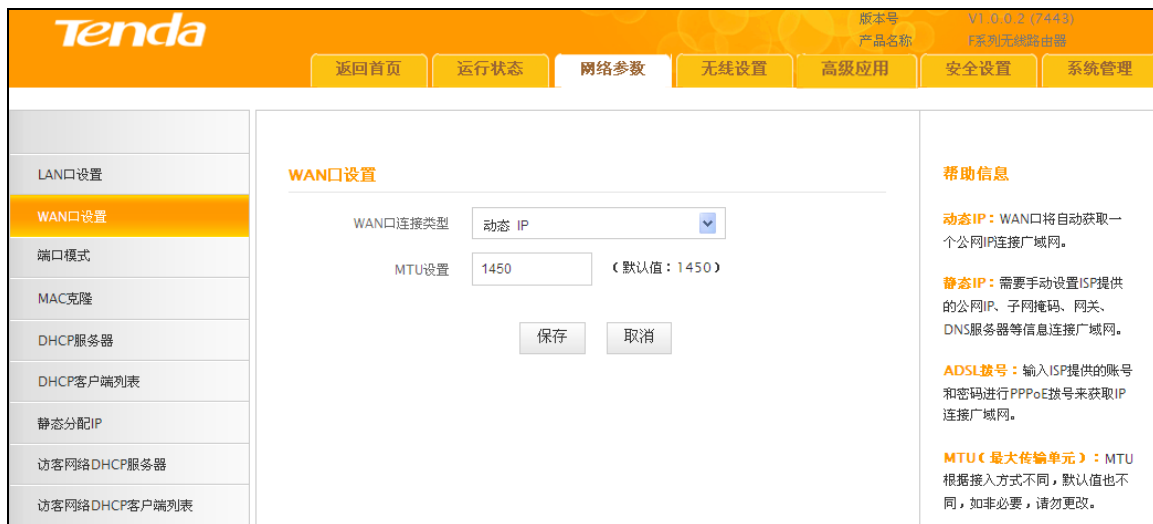 Tenda
版本号 V1.0.0.2 (7443)
产品名称 F系列无线路由器
返回首页 运行状态 网络参数 无线设置 高级应用 安全设置 系统管理
LAN口设置
WAN口设置
端口模式
MAC克隆
DHCP服务器
DHCP客户端列表
静态分配IP
访客网络DHCP服务器
访客网络DHCP客户端列表
WAN口设置
WAN口连接类型 动态 IP
MTU设置 1450 (默认值：1450)
保存 取消
帮助信息
动态IP：WAN口将自动获取一
个公网IP连接广域网。
静态IP：需要手动设置ISP提供
的公网IP、子网掩码、网关、
DNS服务器等信息连接广域网。
ADSL拨号：输入ISP提供的账号
和密码进行PPPoE拨号来获取IP
连接广域网。
MTU（最大传输单元）：MTU
根据接入方式不同，默认值也不
同，如非必要，请勿更改。